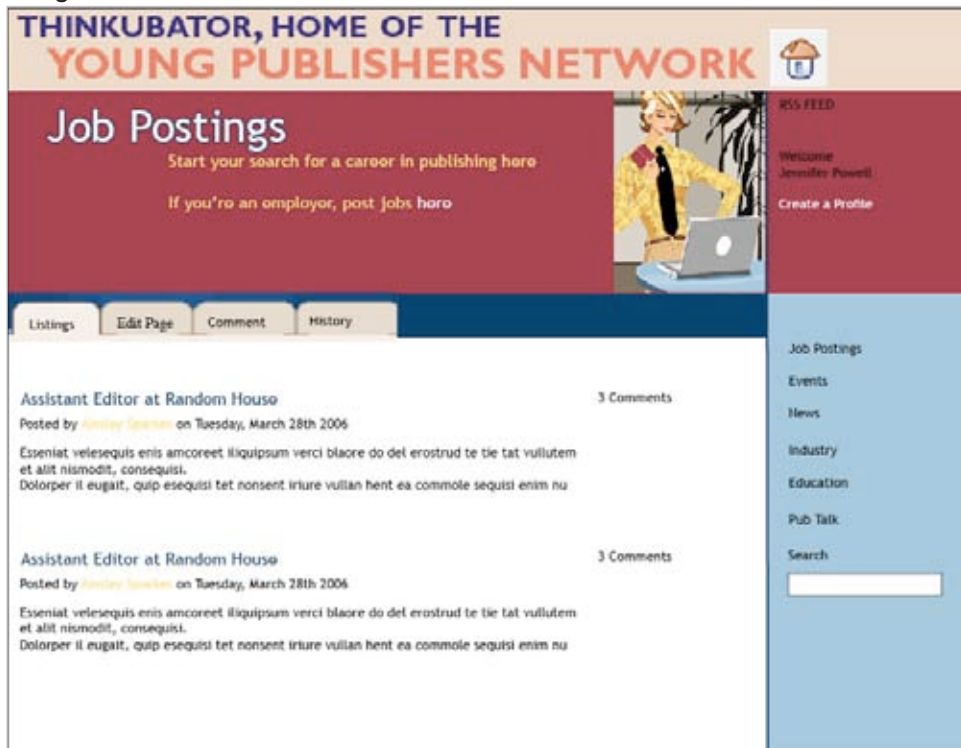 THINKUBATOR, HOME OF THE
YOUNG PUBLISHERS NETWORK
Job Postings
Start your search for a career in publishing here
If you're an employer, post jobs here
RSS FEED
Welcome
Jennifer Powell
Create a Profile
Listings
Edit Page
Comment
History
Assistant Editor at Random House
3 Comments
Posted by on Tuesday, March 28th 2006
Esseniat velesequis enis amcoreet iliquipsum verci blaore do del erostrud te tie tat vullutem
et alit nismodit, consequisi.
Dolorper il eugait, quip esequisi tet nonsent iriure vullan hent ea commole sequisi enim nu
Assistant Editor at Random House
3 Comments
Posted by on Tuesday, March 28th 2006
Esseniat velesequis enis amcoreet iliquipsum verci blaore do del erostrud te tie tat vullutem
et alit nismodit, consequisi.
Dolorper il eugait, quip esequisi tet nonsent iriure vullan hent ea commole sequisi enim nu
Job Postings
Events
News
Industry
Education
Pub Talk
Search